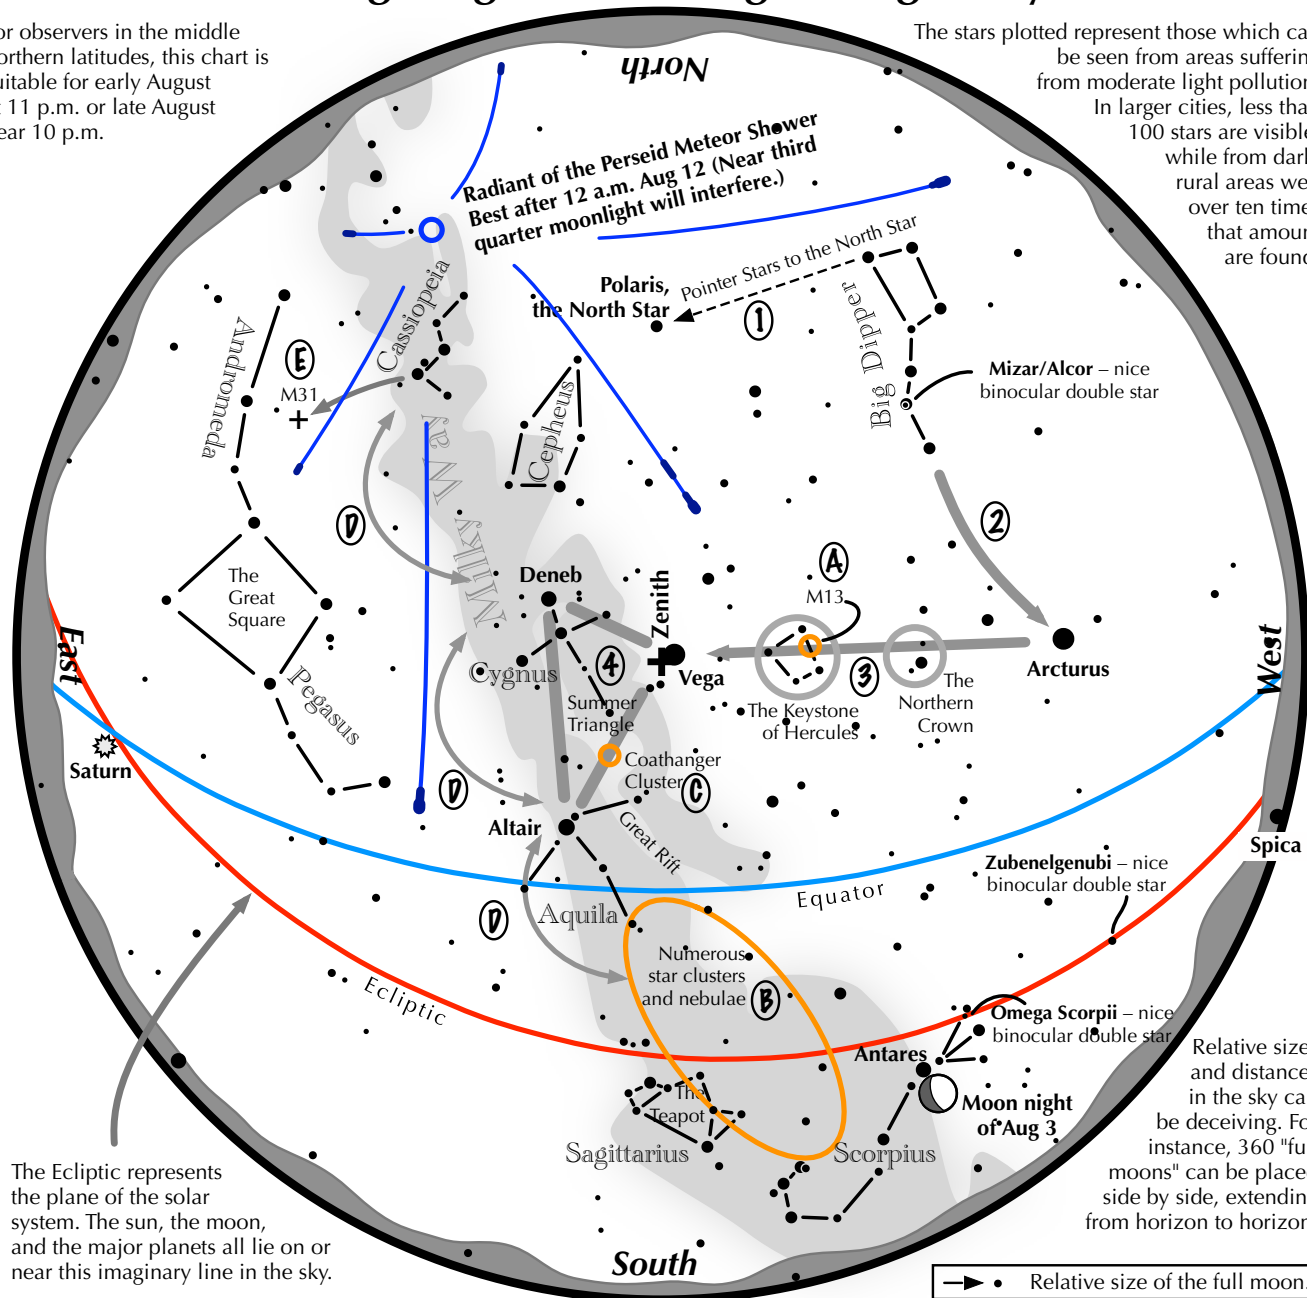 or observers in the middle
orthern latitudes, this chart is
uitable for early August
t 11 p.m. or late August
ear 10 p.m.
The stars plotted represent those which ca
be seen from areas sufferin
from moderate light pollution
In larger cities, less tha
100 stars are visible
while from dark
rural areas we
over ten time
that amoun
are found
North
Radiant of the Perseid Meteor Shower
Best after 12 a.m. Aug 12 (Near third
quarter moonlight will interfere.)
Polaris,
the North Star
Pointer Stars to the North Star
1
Big Dipper
Mizar/Alcor – nice
binocular double star
Cassiopeia
Cepheus
Andromeda
E
M31
Milky Way
D
2
A
M13
The
Great
Square
Deneb
Zenith
Vega
Arcturus
East
West
Cygnus
4
Summer
Triangle
3
The Keystone
of Hercules
The
Northern
Crown
Pegasus
Saturn
Coathanger
Cluster
C
D
Altair
Great Rift
Spica
Equator
Zubenelgenubi – nice
binocular double star
D
Aquila
Numerous
star clusters
and nebulae
B
Ecliptic
Omega Scorpii – nice
binocular double star
Antares
Moon night
of Aug 3
The
Teapot
Sagittarius
Scorpius
South
Relative size
and distance
in the sky ca
be deceiving. Fo
instance, 360 "fu
moons" can be place
side by side, extendin
from horizon to horizon
The Ecliptic represents
the plane of the solar
system. The sun, the moon,
and the major planets all lie on or
near this imaginary line in the sky.
Relative size of the full moon.